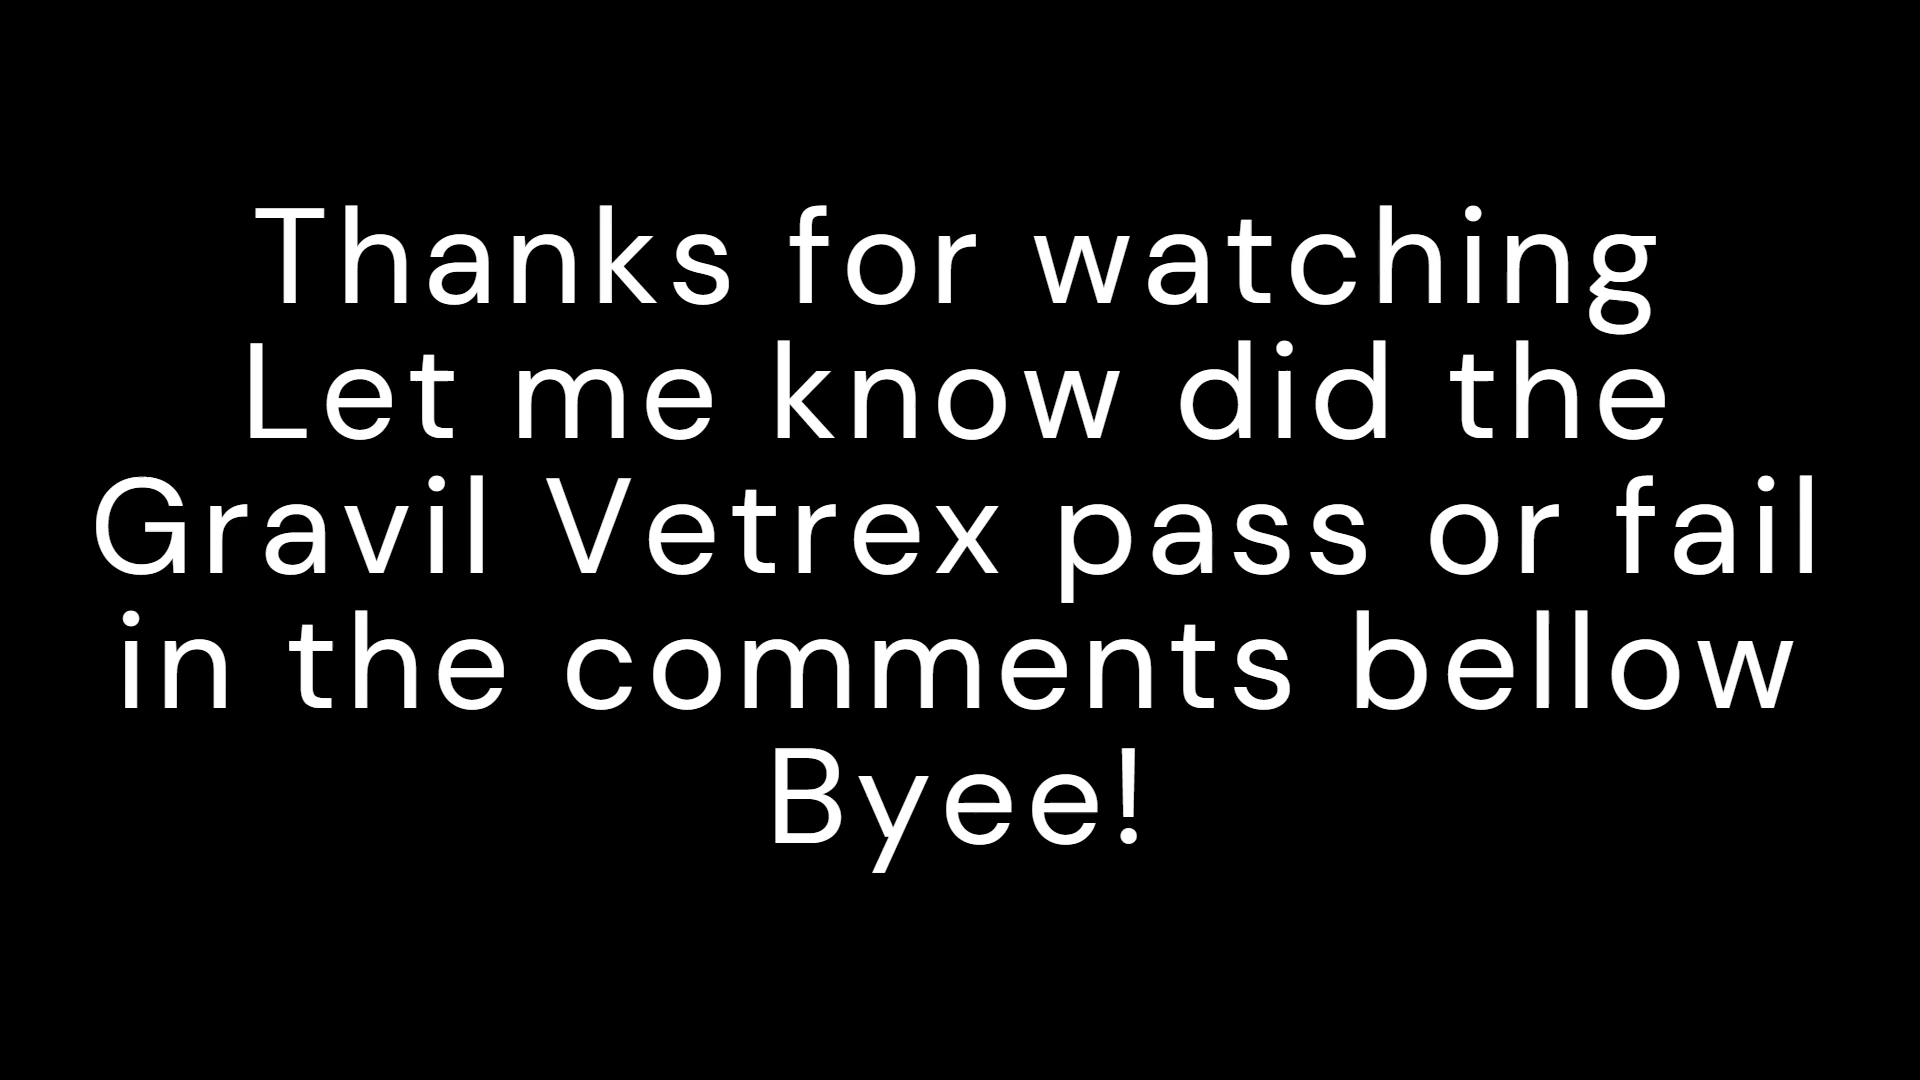 Thanks for watching
Let me know did the
Gravil Vetrex pass or fail
in the comments bellow
Byee!